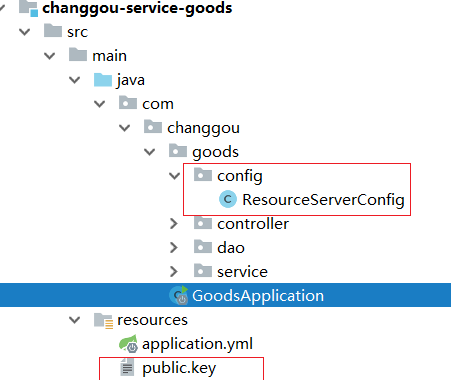 changgou-service-goods
src
main
java
com
changgou
goods
config
ResourceServerConfig
controller
dao
service
GoodsApplication
resources
application.yml
public.key